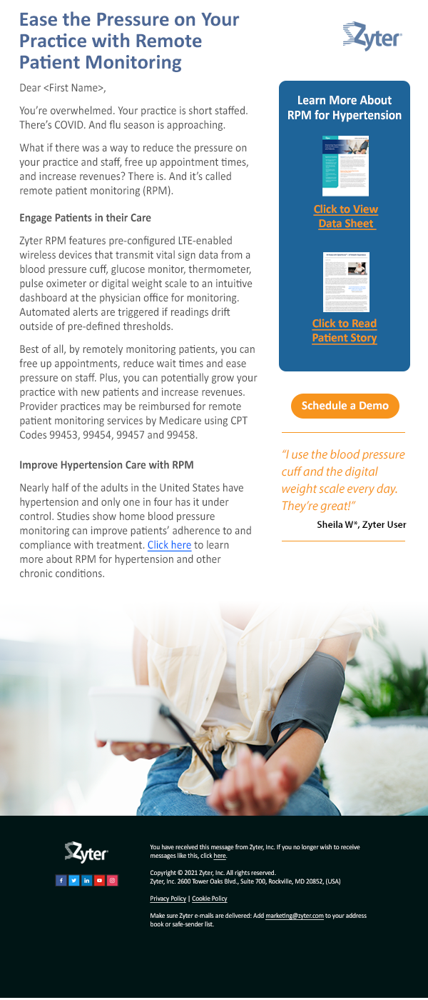 Ease the Pressure on Your
Practice with Remote
Patient Monitoring
Zyter
Dear <First Name>,
You’re overwhelmed. Your practice is short staffed.
There’s COVID. And flu season is approaching.
What if there was a way to reduce the pressure on
your practice and staff, free up appointment times,
and increase revenues? There is. And it’s called
remote patient monitoring (RPM).
Engage Patients in their Care
Zyter RPM features pre-configured LTE-enabled
wireless devices that transmit vital sign data from a
blood pressure cuff, glucose monitor, thermometer,
pulse oximeter or digital weight scale to an intuitive
dashboard at the physician office for monitoring.
Automated alerts are triggered if readings drift
outside of pre-defined thresholds.
Best of all, by remotely monitoring patients, you can
free up appointments, reduce wait times and ease
pressure on staff. Plus, you can potentially grow your
practice with new patients and increase revenues.
Provider practices may be reimbursed for remote
patient monitoring services by Medicare using CPT
Codes 99453, 99454, 99457 and 99458.
Improve Hypertension Care with RPM
Nearly half of the adults in the United States have
hypertension and only one in four has it under
control. Studies show home blood pressure
monitoring can improve patients’ adherence to and
compliance with treatment. Click here to learn
more about RPM for hypertension and other
chronic conditions.
Learn More About
RPM for Hypertension
Click to View
Data Sheet
Click to Read
Patient Story
Schedule a Demo
“I use the blood pressure
cuff and the digital
weight scale every day.
They’re great!”
Sheila W*, Zyter User
Zyter
You have received this message from Zyter, Inc. If you no longer wish to receive
messages like this, click here.
Copyright © 2021 Zyter, Inc. All rights reserved.
Zyter, Inc. 2600 Tower Oaks Blvd., Suite 700, Rockville, MD 20852, (USA)
Privacy Policy | Cookie Policy
Make sure Zyter e-mails are delivered: Add marketing@zyter.com to your address
book or safe-sender list.